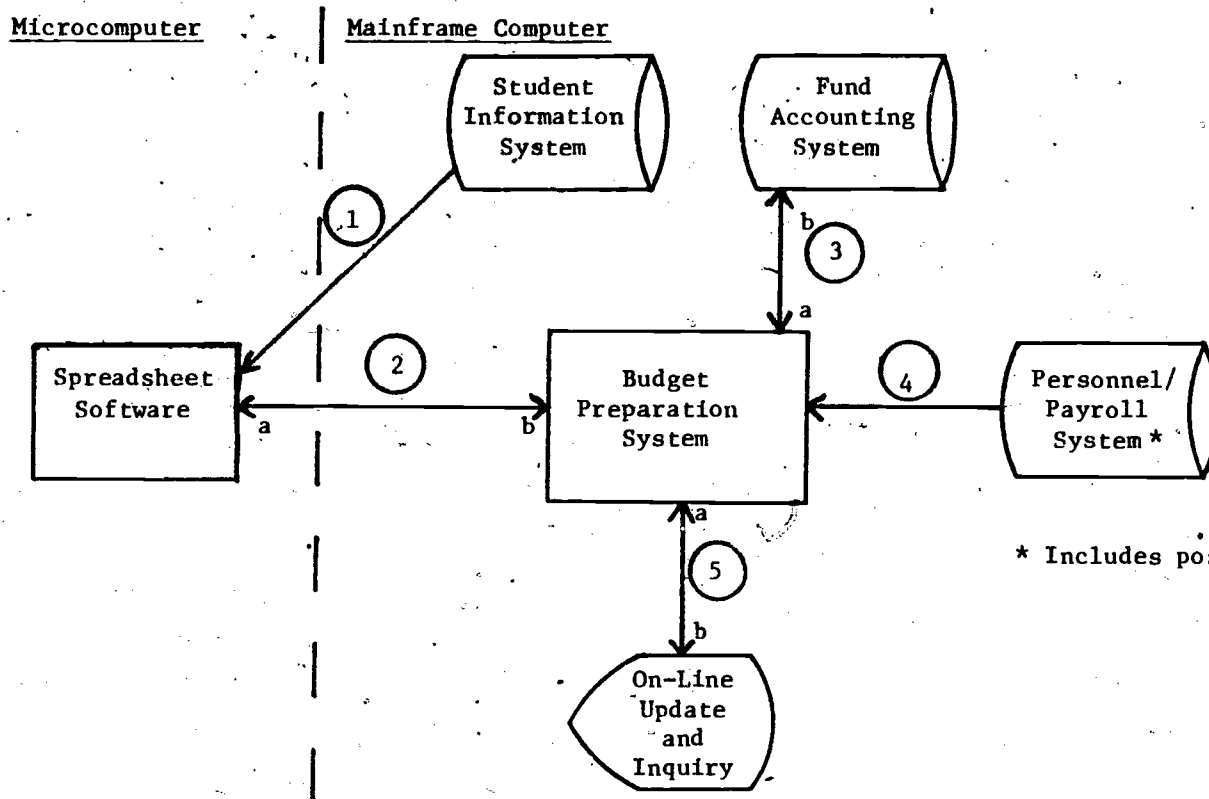 Microcomputer
Mainframe Computer
Student
Information
System
Fund
Accounting
System
1
b
3
a
Spreadsheet
Software
a
2
b
Budget
Preparation
System
4
Personnel/
Payroll
System *
a
5
b
* Includes
On-Line
Update
and
Inquiry